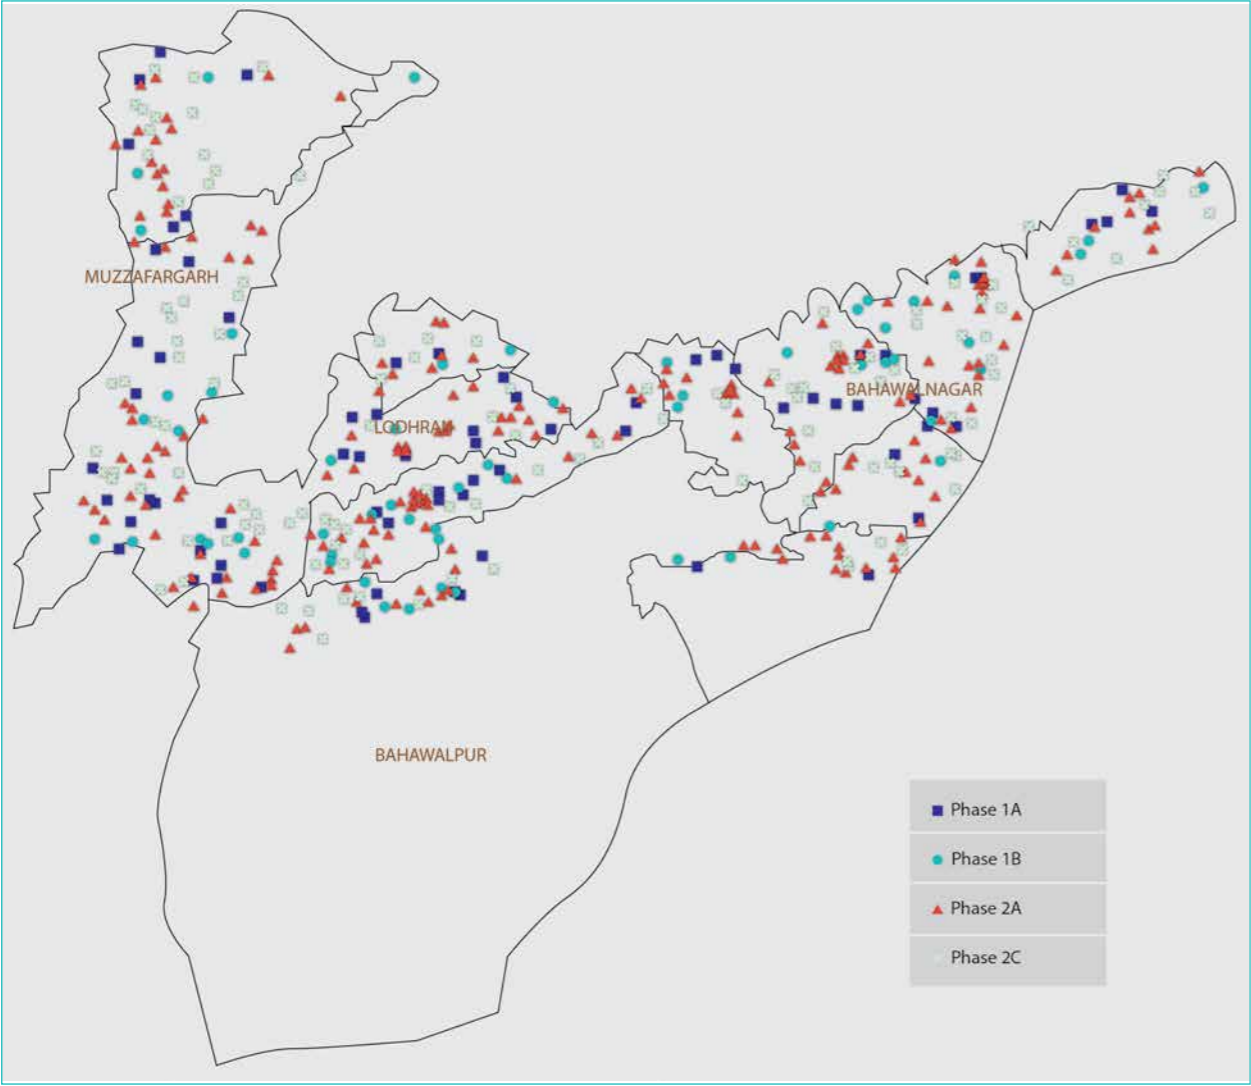 MUZZAFARGARH
LODHRAN
BAHAWALNAGAR
BAHAWALPUR
Phase 1A
Phase 1B
Phase 2A
Phase 2C